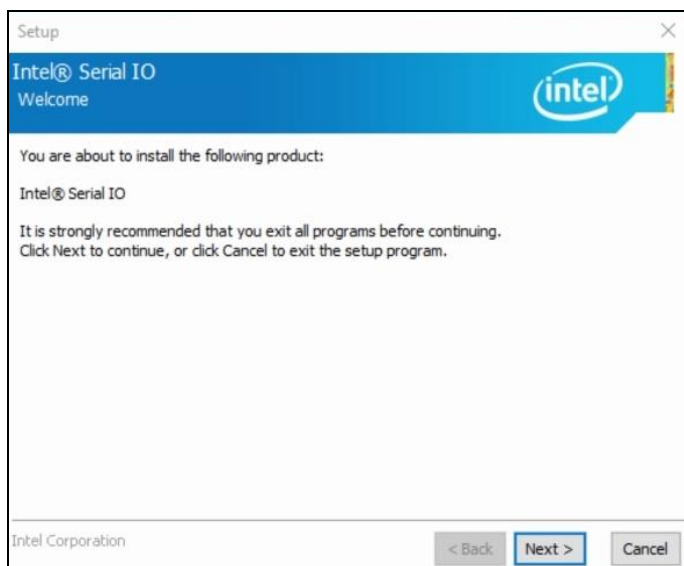 Setup
Intel® Serial IO
Welcome
intel
You are about to install the following product:
Intel® Serial IO
It is strongly recommended that you exit all programs before continuing.
Click Next to continue, or click Cancel to exit the setup program.
Intel Corporation
< Back Next > Cancel